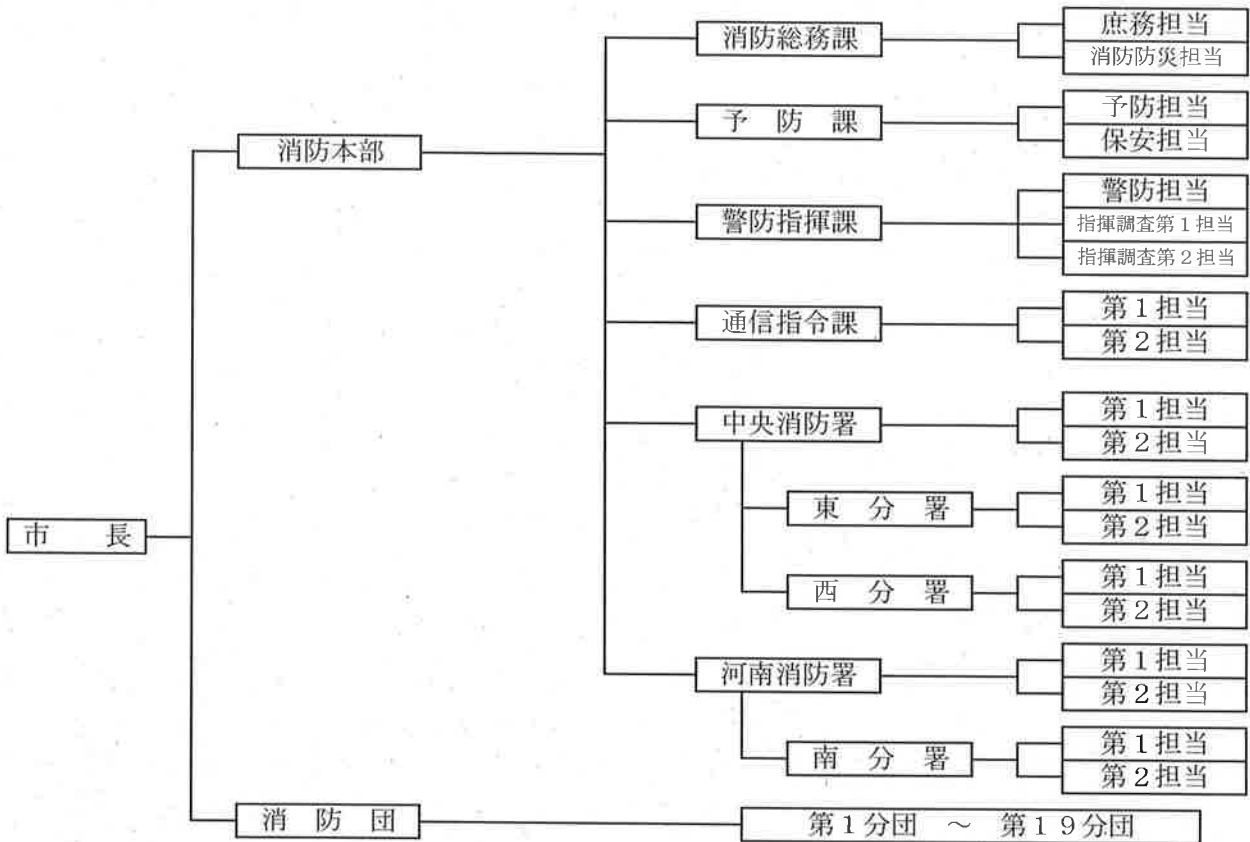 消防総務課
庶務担当
消防防災担当
予防課
予防担当
保安担当
消防本部
警防指揮課
警防担当
指揮調査第1担当
指揮調査第2担当
通信指令課
第1担当
第2担当
中央消防署
第1担当
第2担当
東分署
第1担当
第2担当
市長
西分署
第1担当
第2担当
河南消防署
第1担当
第2担当
南分署
第1担当
第2担当
消防団
第1分団 ～ 第19分団